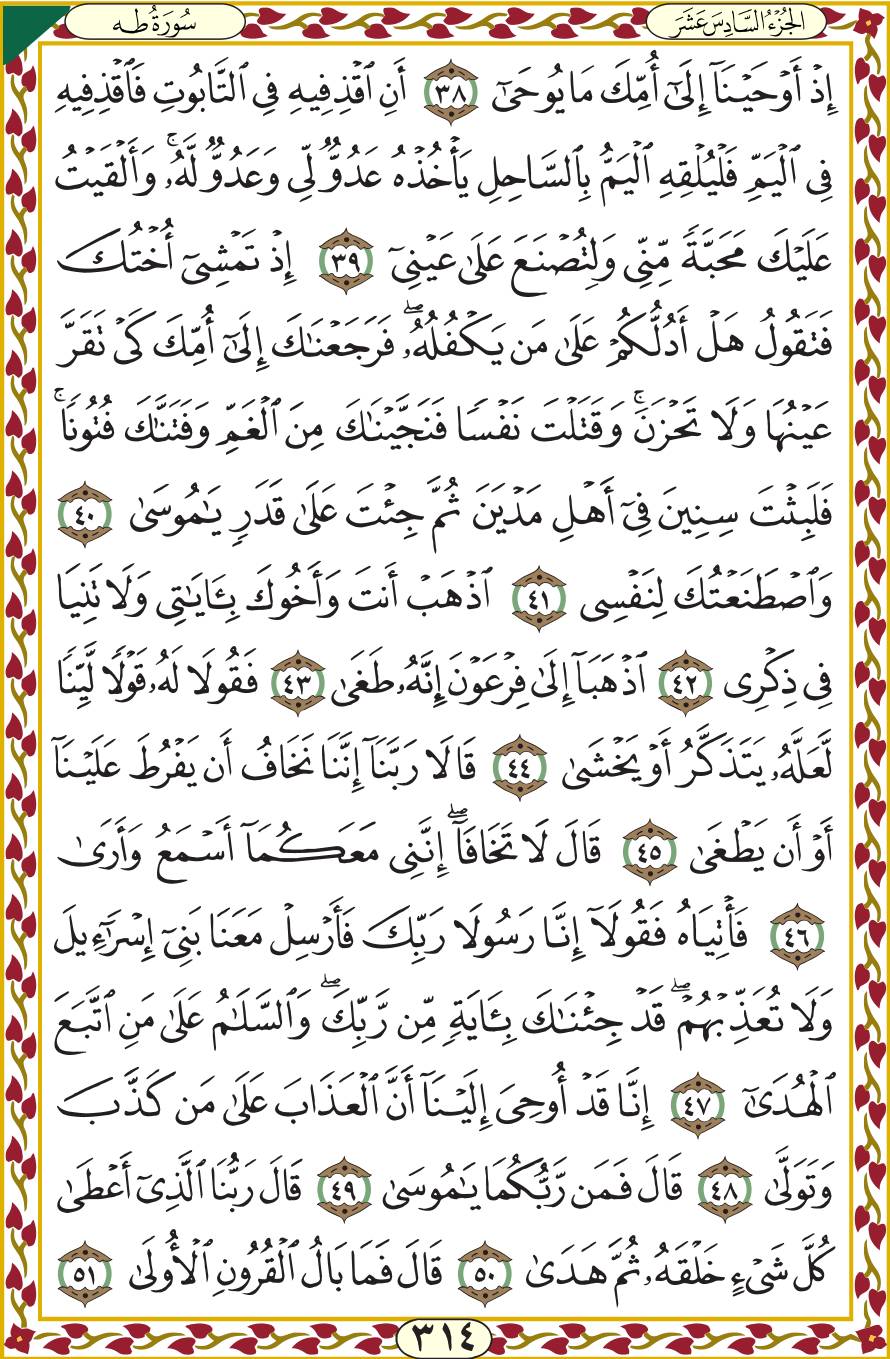 الجُزْءُ السَّادِسَ عَشَرَ
سُورَةُ طه
إِذْ أَوْحَيْنَآ إِلَىٰٓ أُمِّكَ مَا يُوحَىٰٓ ٣٨ أَنِ ٱقْذِفِيهِ فِى ٱلتَّابُوتِ فَٱقْذِفِيهِ
فِى ٱلْيَمِّ فَلْيُلْقِهِ ٱلْيَمُّ بِٱلسَّاحِلِ يَأْخُذْهُ عَدُوٌّ لِّى وَعَدُوٌّ لَّهُۥ ۚ وَأَلْقَيْتُ
عَلَيْكَ مَحَبَّةً مِّنِّى وَلِتُصْنَعَ عَلَىٰ عَيْنِىٓ ٣٩ إِذْ تَمْشِىٓ أُخْتُكَ
فَتَقُولُ هَلْ أَدُلُّكُمْ عَلَىٰ مَن يَكْفُلُهُۥ ۖ فَرَجَعْنَٰكَ إِلَىٰٓ أُمِّكَ كَىْ تَقَرَّ
عَيْنُهَا وَلَا تَحْزَنَ ۚ وَقَتَلْتَ نَفْسًا فَنَجَّيْنَٰكَ مِنَ ٱلْغَمِّ وَفَتَنَّٰكَ فُتُونًا ۚ
فَلَبِثْتَ سِنِينَ فِىٓ أَهْلِ مَدْيَنَ ثُمَّ جِئْتَ عَلَىٰ قَدَرٍ يَٰمُوسَىٰ ٤٠
وَٱصْطَنَعْتُكَ لِنَفْسِى ٤١ ٱذْهَبْ أَنتَ وَأَخُوكَ بِـَٔايَٰتِى وَلَا تَنِيَا
فِى ذِكْرِى ٤٢ ٱذْهَبَآ إِلَىٰ فِرْعَوْنَ إِنَّهُۥ طَغَىٰ ٤٣ فَقُولَا لَهُۥ قَوْلًا لَّيِّنًا
لَّعَلَّهُۥ يَتَذَكَّرُ أَوْ يَخْشَىٰ ٤٤ قَالَا رَبَّنَآ إِنَّنَا نَخَافُ أَن يَفْرُطَ عَلَيْنَآ
أَوْ أَن يَطْغَىٰ ٤٥ قَالَ لَا تَخَافَآ ۖ إِنَّنِى مَعَكُمَآ أَسْمَعُ وَأَرَىٰ
٤٦ فَأْتِيَاهُ فَقُولَآ إِنَّا رَسُولَا رَبِّكَ فَأَرْسِلْ مَعَنَا بَنِىٓ إِسْرَٰٓءِيلَ
وَلَا تُعَذِّبْهُمْ ۖ قَدْ جِئْنَٰكَ بِـَٔايَةٍ مِّن رَّبِّكَ ۖ وَٱلسَّلَٰمُ عَلَىٰ مَنِ ٱتَّبَعَ
ٱلْهُدَىٰٓ ٤٧ إِنَّا قَدْ أُوحِىَ إِلَيْنَآ أَنَّ ٱلْعَذَابَ عَلَىٰ مَن كَذَّبَ
وَتَوَلَّىٰ ٤٨ قَالَ فَمَن رَّبُّكُمَا يَٰمُوسَىٰ ٤٩ قَالَ رَبُّنَا ٱلَّذِىٓ أَعْطَىٰ
كُلَّ شَىْءٍ خَلْقَهُۥ ثُمَّ هَدَىٰ ٥٠ قَالَ فَمَا بَالُ ٱلْقُرُونِ ٱلْأُولَىٰ ٥١
٣١٤